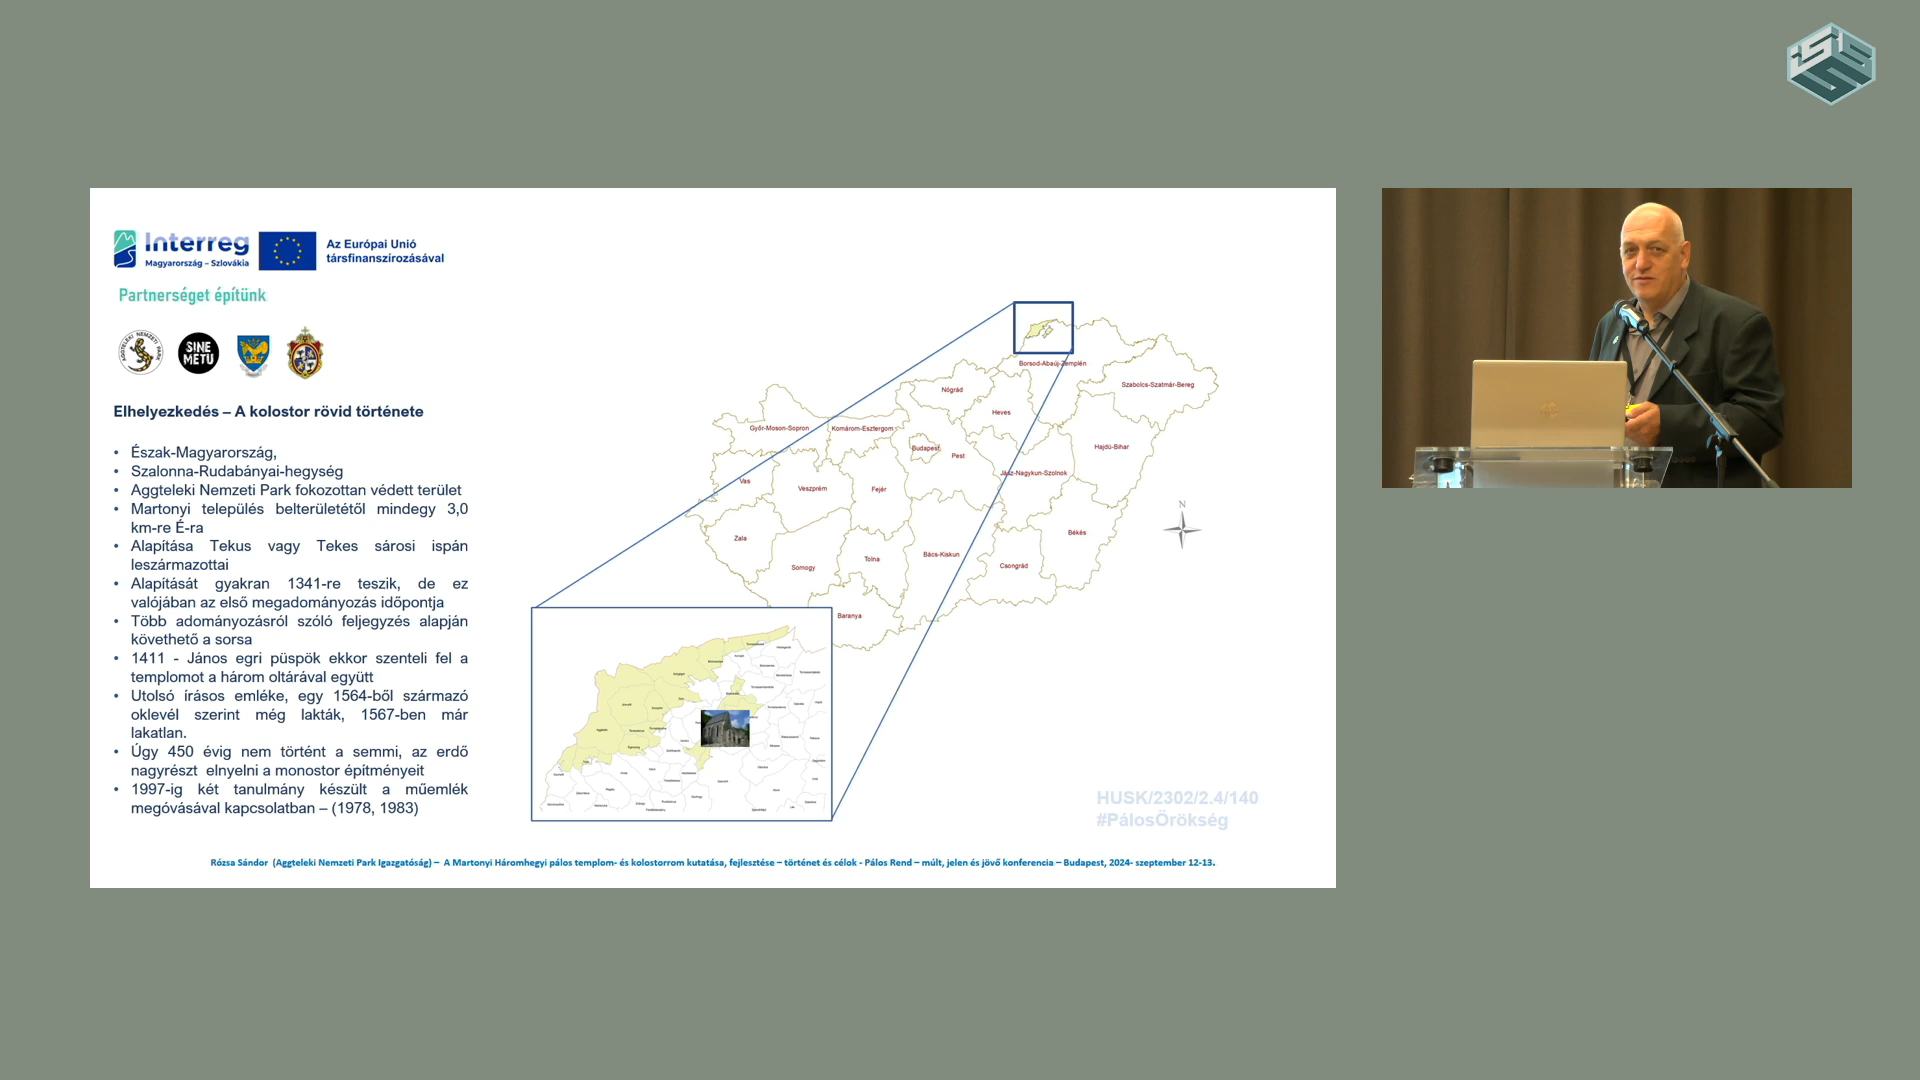 Interreg
Magyarország – Szlovákia
Az Európai Unió
társfinanszírozásával
Partnerséget építünk
AGGTELEKI NEMZETI PARK
SINE
METU
Elhelyezkedés – A kolostor rövid története
• Észak-Magyarország,
• Szalonna-Rudabányai-hegység
• Aggteleki Nemzeti Park fokozottan védett terület
• Martonyi település belterületétől mindegy 3,0
km-re É-ra
• Alapítása Tekus vagy Tekes sárosi ispán
leszármazottai
• Alapítását gyakran 1341-re teszik, de ez
valójában az első megadományozás időpontja
• Több adományozásról szóló feljegyzés alapján
követhető a sorsa
• 1411 - János egri püspök ekkor szenteli fel a
templomot a három oltárával együtt
• Utolsó írásos emléke, egy 1564-ből származó
oklevél szerint még lakták, 1567-ben már
lakatlan.
• Úgy 450 évig nem történt a semmi, az erdő
nagyrészt elnyelni a monostor építményeit
• 1997-ig két tanulmány készült a műemlék
megóvásával kapcsolatban – (1978, 1983)
Borsod-Abaúj-Zemplén
Szabolcs-Szatmár-Bereg
Nógrád
Heves
Győr-Moson-Sopron
Komárom-Esztergom
Budapest
Pest
Hajdú-Bihar
Jász-Nagykun-Szolnok
Vas
Veszprém
Fejér
N
Zala
Békés
Somogy
Tolna
Bács-Kiskun
Csongrád
Baranya
HUSK/2302/2.4/140
#PálosÖrökség
Rózsa Sándor (Aggteleki Nemzeti Park Igazgatóság) – A Martonyi Háromhegyi pálos templom- és kolostorrom kutatása, fejlesztése – történet és célok - Pálos Rend – múlt, jelen és jövő konferencia – Budapest, 2024- szeptember 12-13.